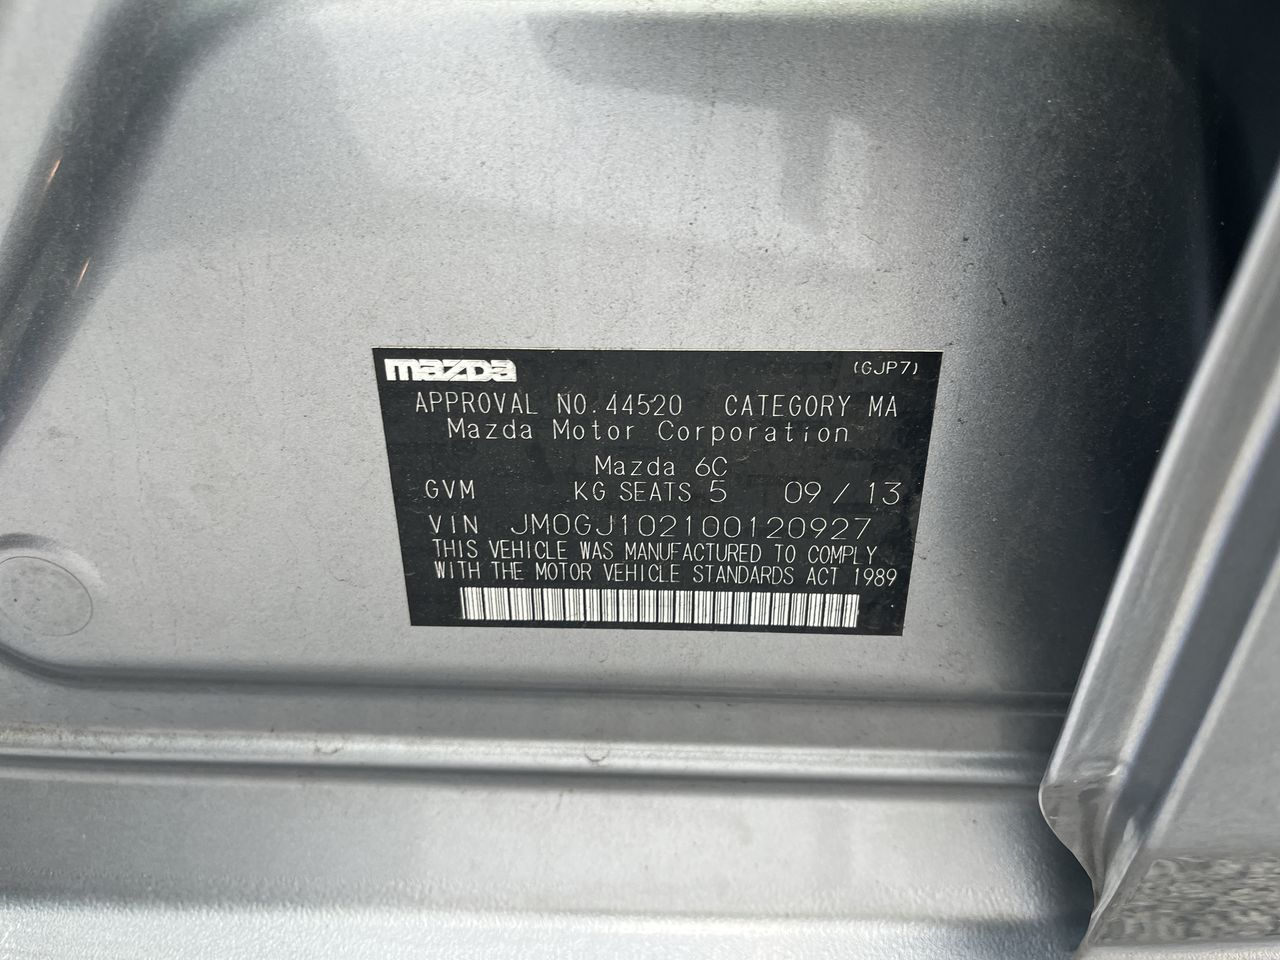 mazda (GJP7)
APPROVAL NO.44520 CATEGORY MA
Mazda Motor Corporation
Mazda 6C
GVM KG SEATS 5 09/13
VIN JM0GJ102100120927
THIS VEHICLE WAS MANUFACTURED TO COMPLY
WITH THE MOTOR VEHICLE STANDARDS ACT 1989